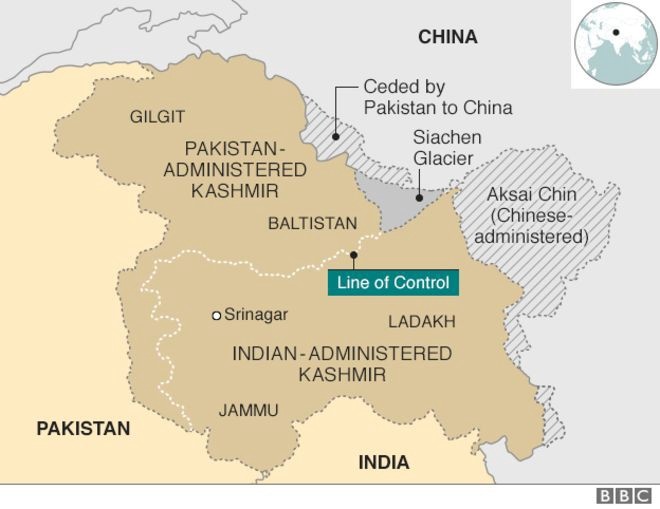 CHINA
Ceded by
Pakistan to China
Siachen
Glacier
GILGIT
PAKISTAN-
ADMINISTERED
KASHMIR
Aksai Chin
(Chinese-
administered)
BALTISTAN
Line of Control
Srinagar
LADAKH
INDIAN-ADMINISTERED
KASHMIR
JAMMU
PAKISTAN
INDIA
BBC